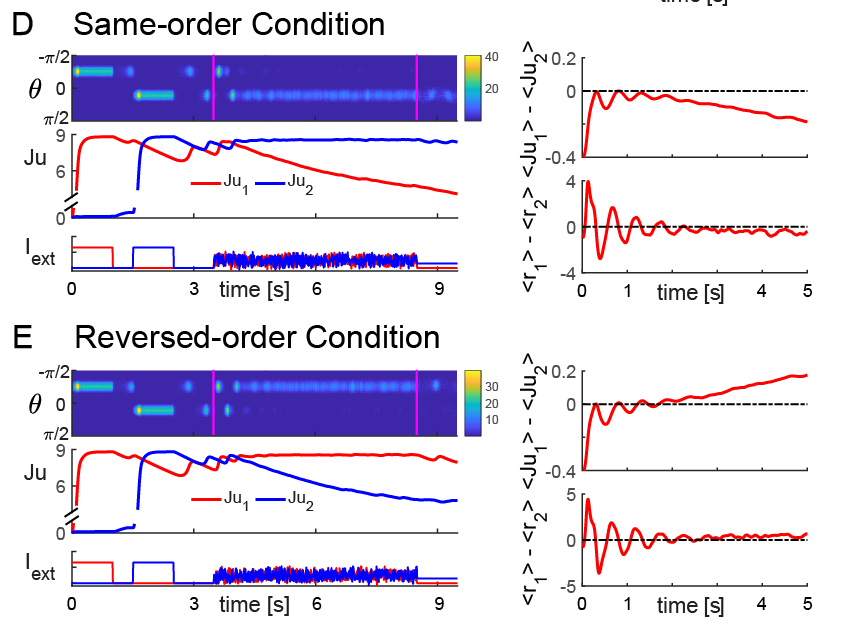 time [s]
D Same-order Condition
-π/2
θ 0
π/2
40
20
9
Ju 6
0
Ju1 Ju2
Iext
0 3 time [s] 6 9
<Ju1> - <Ju2>
0.2
0
-0.4
<r1> - <r2>
4
0
-4
0 1 time [s] 4 5
E Reversed-order Condition
-π/2
θ 0
π/2
30
20
10
9
Ju 6
0
Ju1 Ju2
Iext
0 3 time [s] 6 9
<Ju1> - <Ju2>
0.2
0
-0.4
<r1> - <r2>
5
0
-5
0 1 time [s] 4 5